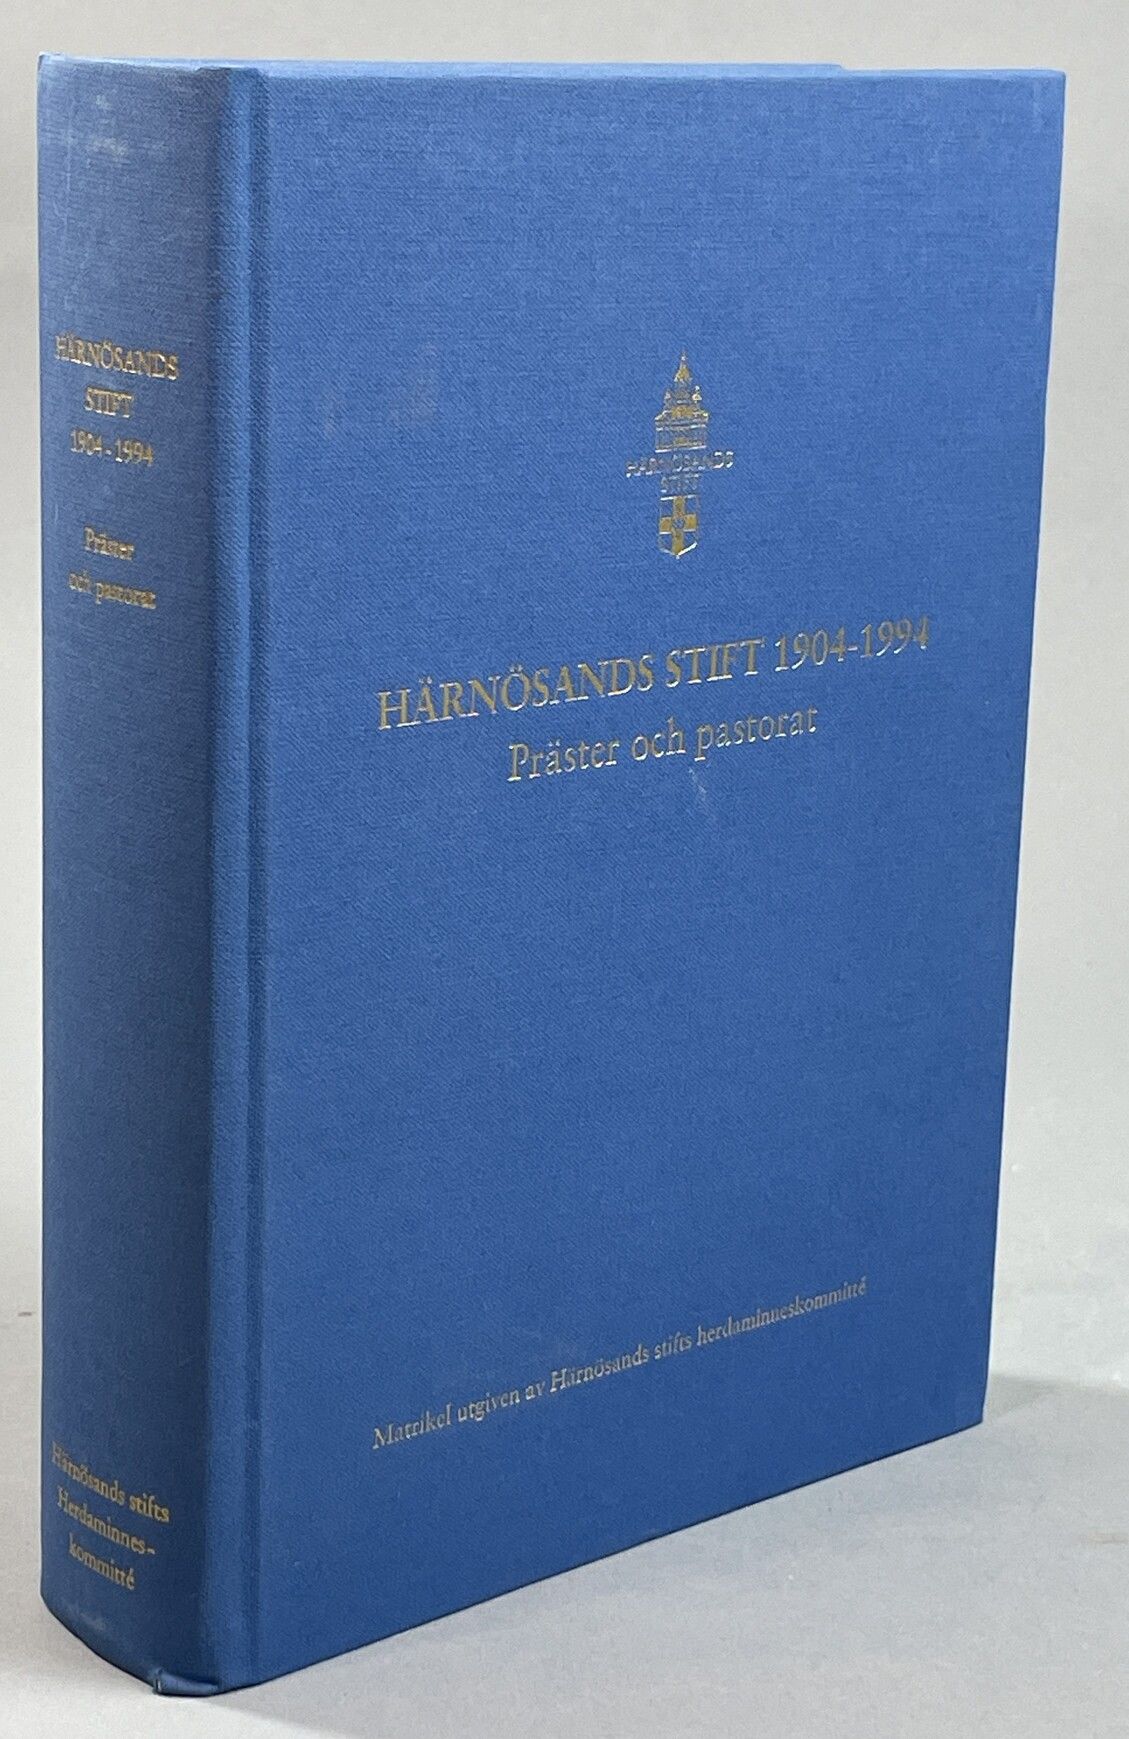 HÄRNÖSANDS
STIFT
1904-1994
Präster
och pastorat
Härnösands stifts
Herdaminnes-
kommitté
HÄRNÖSANDS
STIFT
HÄRNÖSANDS STIFT 1904-1994
Präster och pastorat
Matrikel utgiven av Härnösands stifts herdaminneskommitté